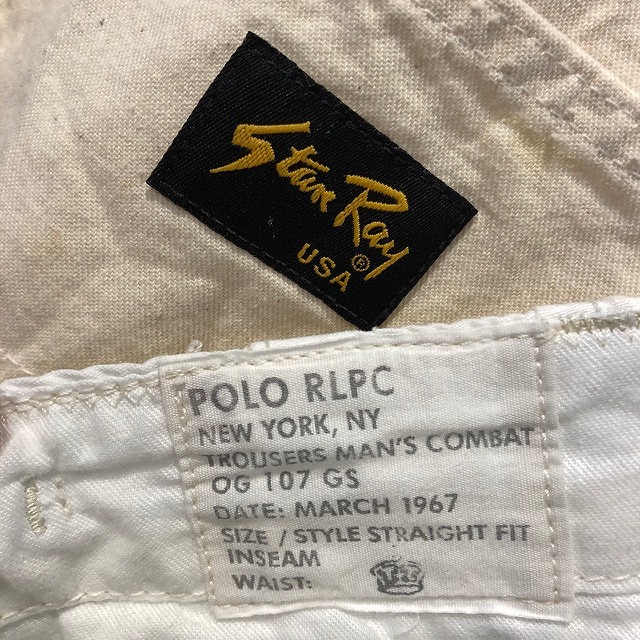 Stan Ray®
USA
POLO RLPC
NEW YORK, NY
TROUSERS MAN'S COMBAT
OG 107 GS
DATE: MARCH 1967
SIZE / STYLE STRAIGHT FIT
INSEAM
WAIST: